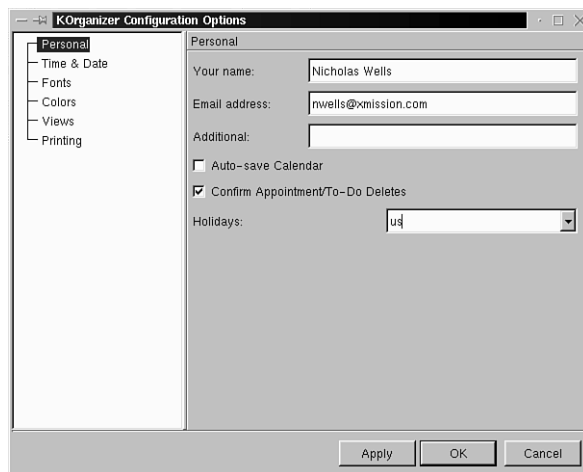 KOrganizer Configuration Options
Personal
Time & Date
Fonts
Colors
Views
Printing
Personal
Your name: Nicholas Wells
Email address: nwells@xmission.com
Additional:
Auto-save Calendar
Confirm Appointment/To-Do Deletes
Holidays: us
Apply OK Cancel